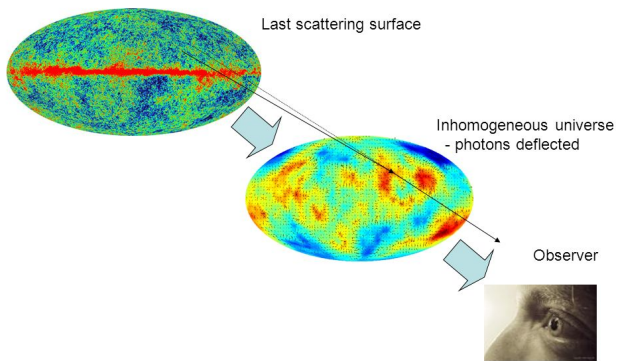 Last scattering surface
Inhomogeneous universe
- photons deflected
Observer